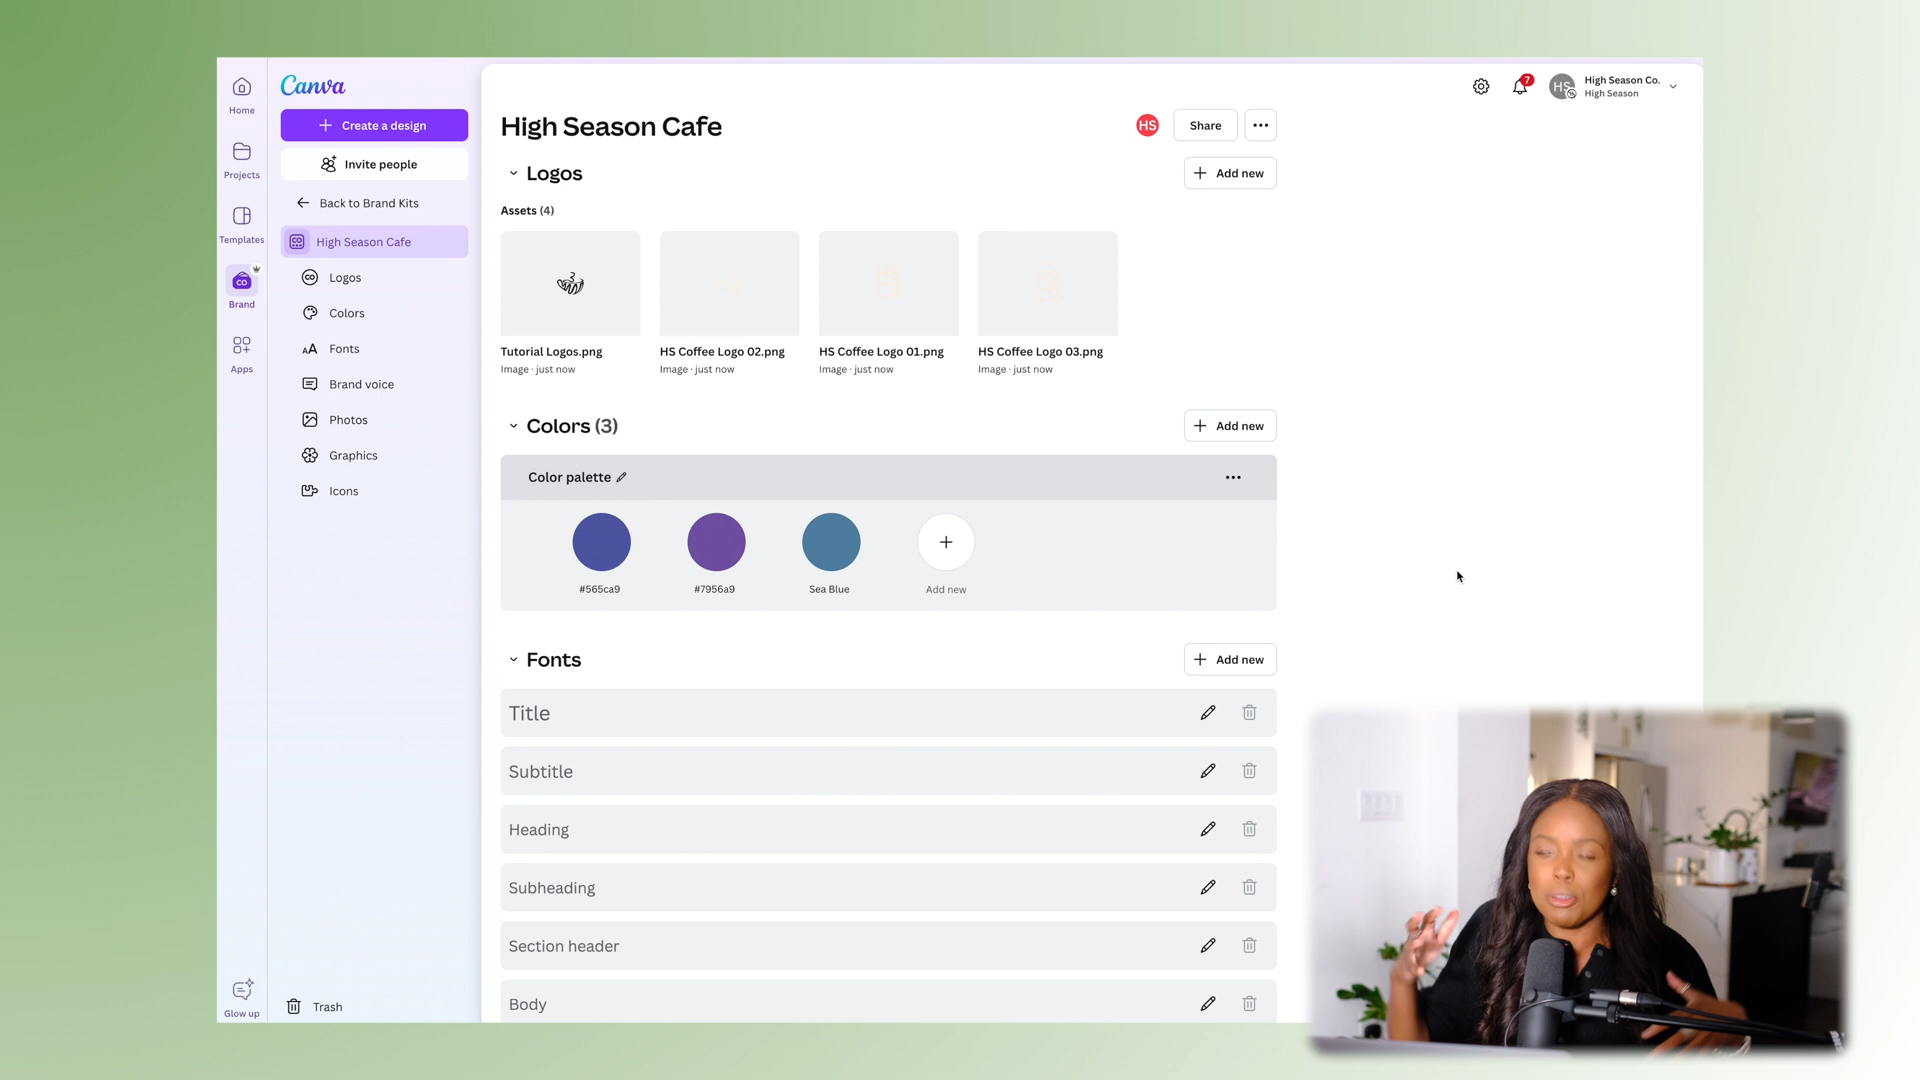 Home
Projects
Templates
Brand
Apps
Glow up
Canva
Create a design
Invite people
Back to Brand Kits
High Season Cafe
Logos
Colors
Fonts
Brand voice
Photos
Graphics
Icons
Trash
7
HS
High Season Co.
High Season
High Season Cafe
HS
Share
Logos
Add new
Assets (4)
HS
CO
Tutorial Logos.png
Image · just now
HS Coffee Logo 02.png
Image · just now
HS Coffee Logo 01.png
Image · just now
HS Coffee Logo 03.png
Image · just now
Colors (3)
Add new
Color palette
#565ca9
#7956a9
Sea Blue
Add new
Fonts
Add new
Title
Subtitle
Heading
Subheading
Section header
Body